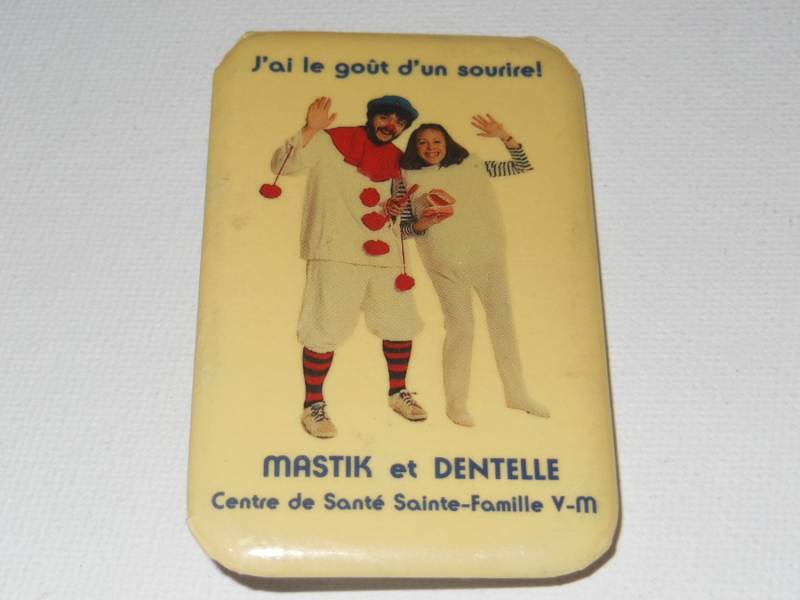 J'ai le goût d'un sourire!
MASTIK et DENTELLE
Centre de Santé Sainte-Famille V-M